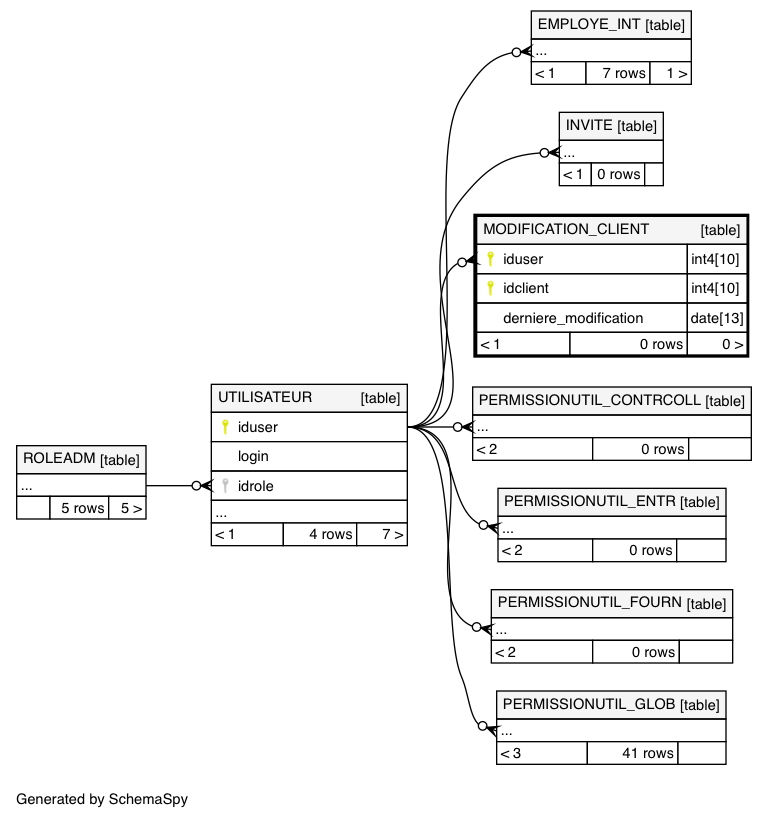 EMPLOYE_INT [table]
...
< 1 7 rows 1 >
INVITE [table]
...
< 1 0 rows
MODIFICATION_CLIENT [table]
iduser int4[10]
idclient int4[10]
derniere_modification date[13]
< 1 0 rows 0 >
UTILISATEUR [table]
iduser
login
idrole
...
< 1 4 rows 7 >
ROLEADM [table]
...
5 rows 5 >
PERMISSIONUTIL_CONTRCOLL [table]
...
< 2 0 rows
PERMISSIONUTIL_ENTR [table]
...
< 2 0 rows
PERMISSIONUTIL_FOURN [table]
...
< 2 0 rows
PERMISSIONUTIL_GLOB [table]
...
< 3 41 rows
Generated by SchemaSpy